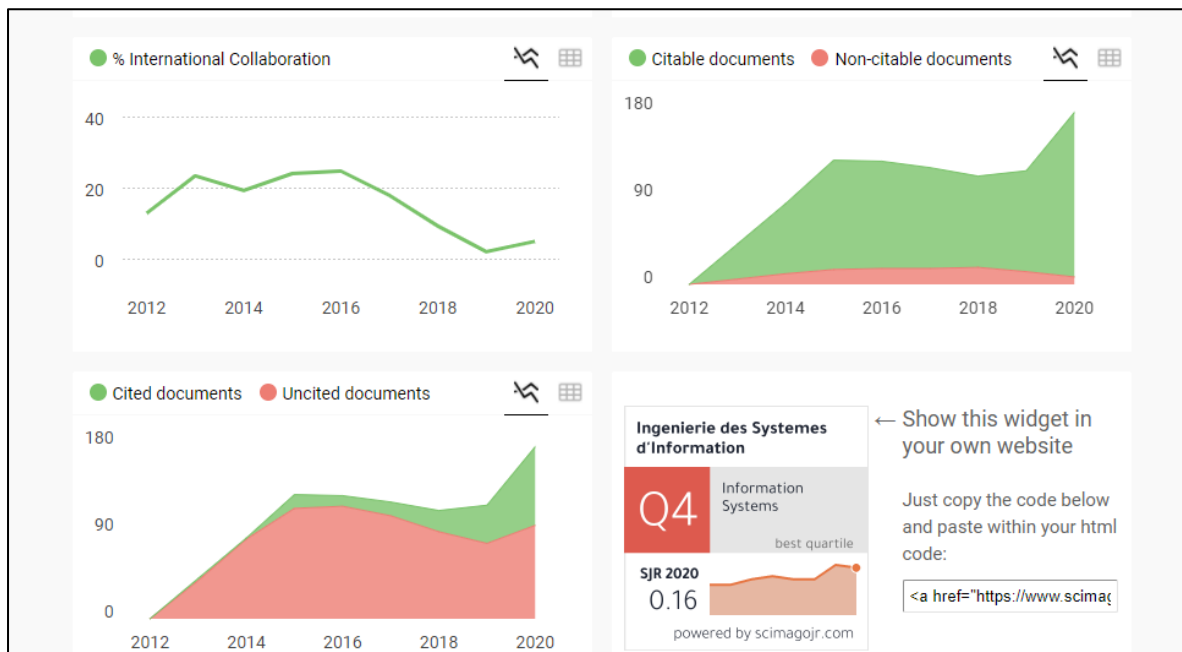 % International Collaboration
40
20
0
2012 2014 2016 2018 2020
Citable documents Non-citable documents
180
90
0
2012 2014 2016 2018 2020
Cited documents Uncited documents
180
90
0
2012 2014 2016 2018 2020
Ingenierie des Systemes
d'Information
Q4
Information
Systems
best quartile
SJR 2020
0.16
powered by scimagojr.com
← Show this widget in
your own website
Just copy the code below
and paste within your html
code:
<a href="https://www.scimag